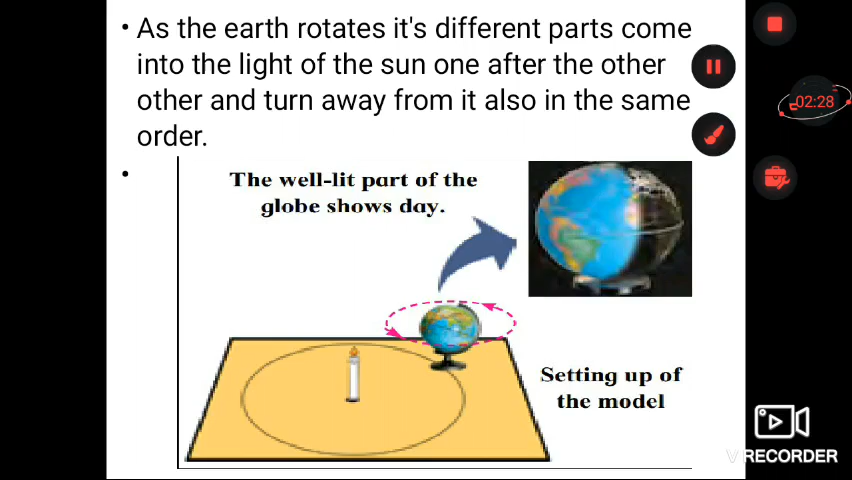 • As the earth rotates it's different parts come
into the light of the sun one after the other
other and turn away from it also in the same
order.
•
The well-lit part of the
globe shows day.
Setting up of
the model
02:28
VRECORDER